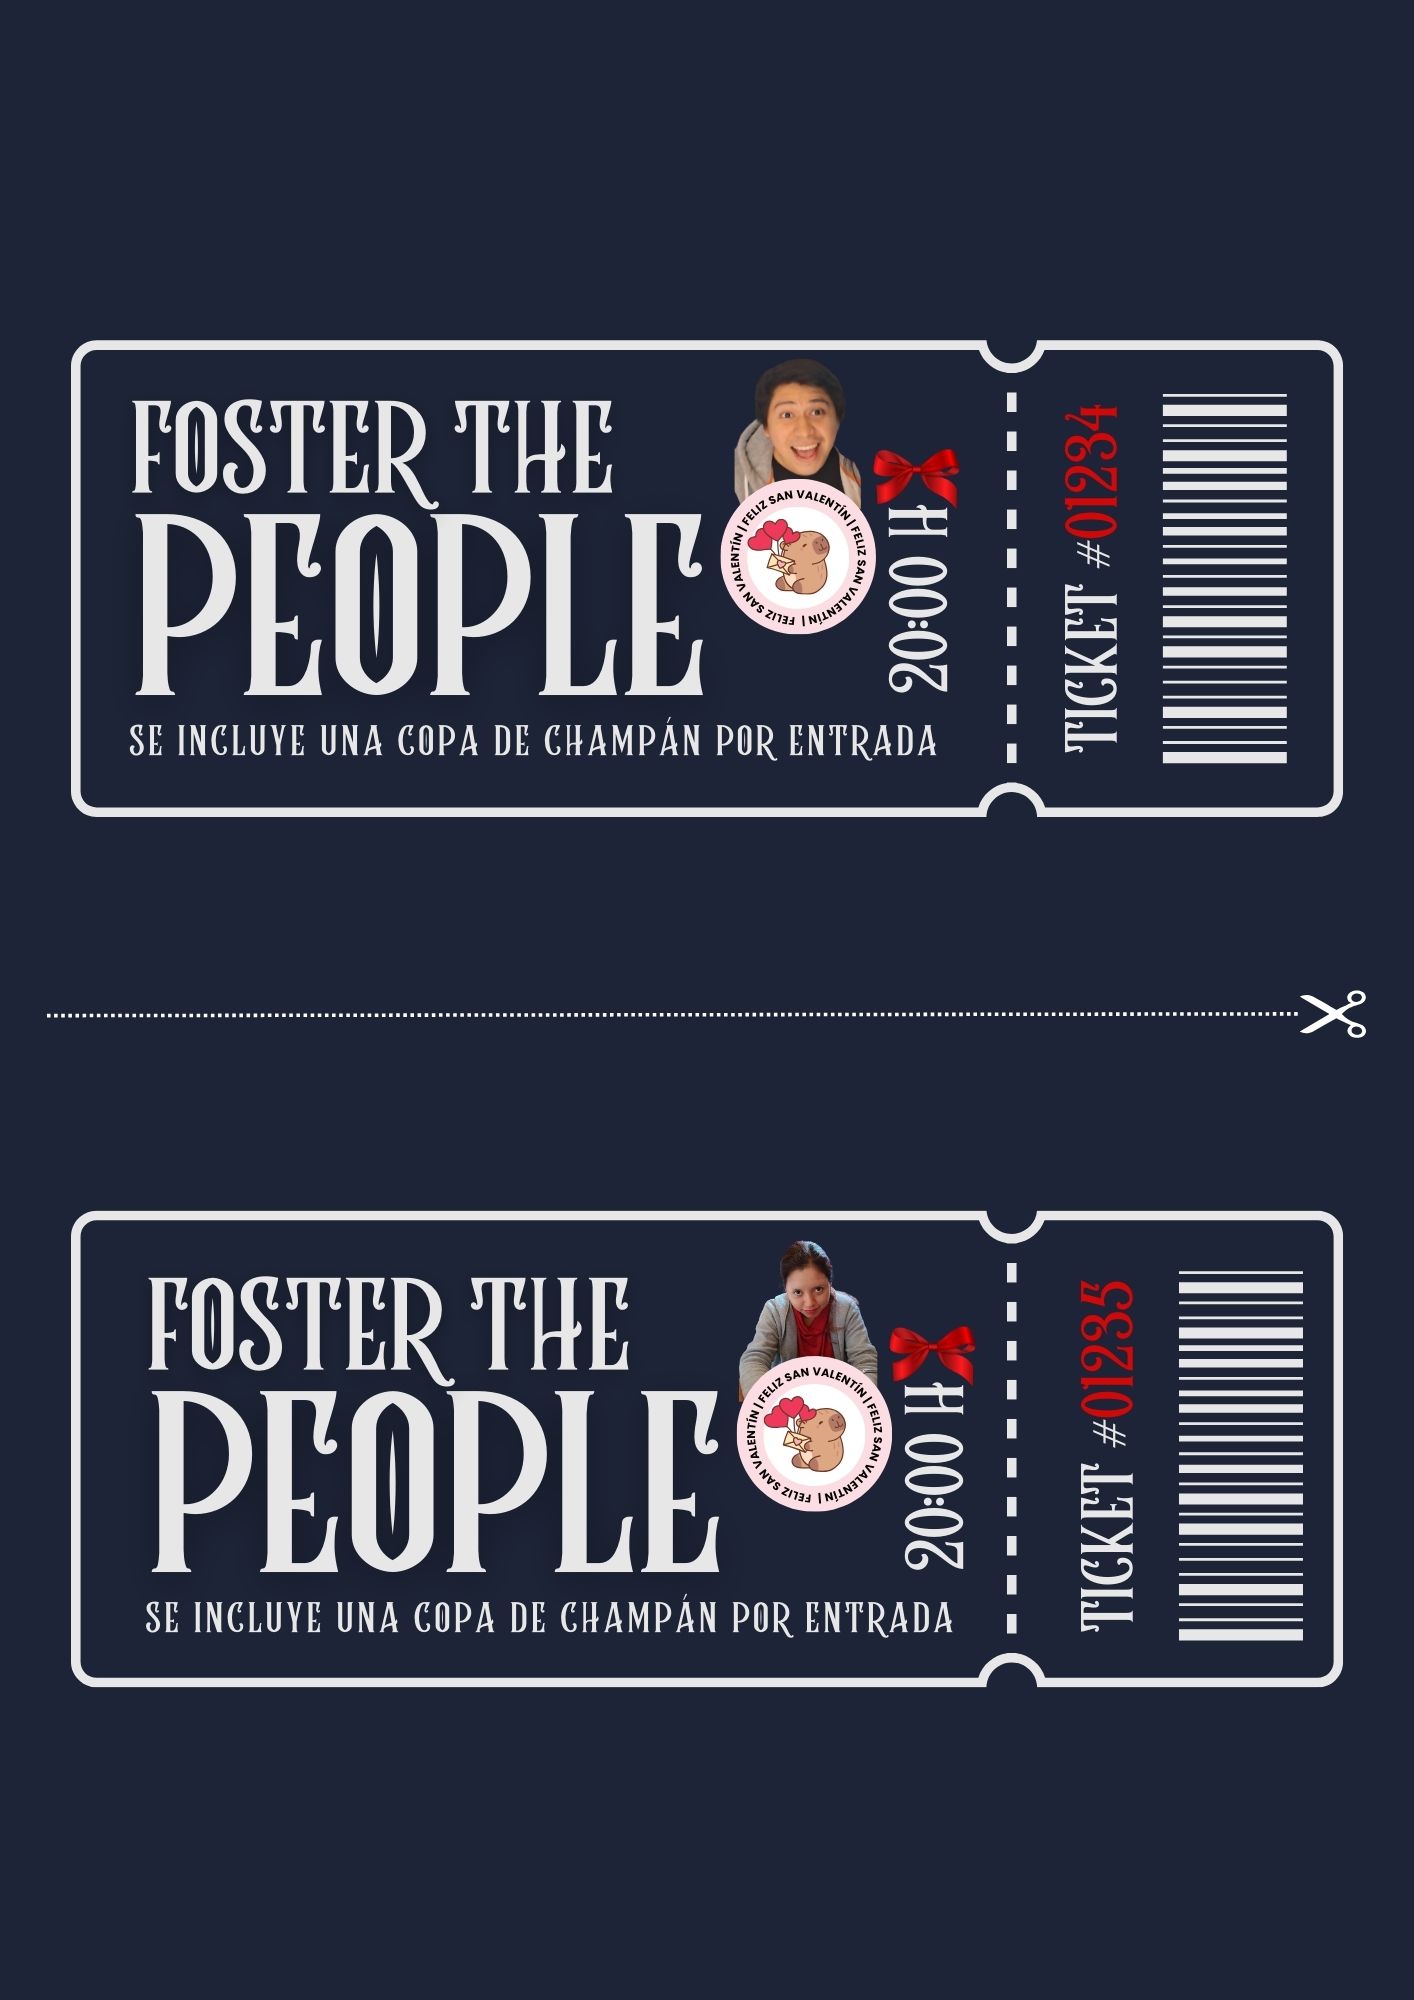 FOSTER THE
PEOPLE
FELIZ SAN VALENTÍN | FELIZ SAN VALENTÍN | FELIZ SAN VALENTÍN |
20:00 H
SE INCLUYE UNA COPA DE CHAMPÁN POR ENTRADA
TICKET #01234
FOSTER THE
PEOPLE
FELIZ SAN VALENTÍN | FELIZ SAN VALENTÍN | FELIZ SAN VALENTÍN |
20:00 H
SE INCLUYE UNA COPA DE CHAMPÁN POR ENTRADA
TICKET #01235